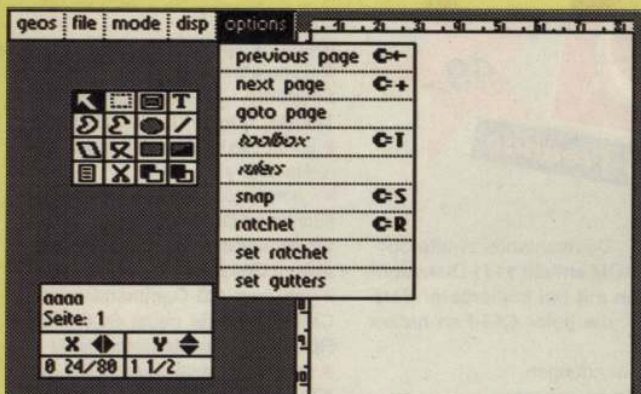 geos file mode disp options
previous page C=←
next page C=+
goto page
toolbox C=T
rulers
snap C=S
ratchet C=R
set ratchet
set gutters
T
aaaa
Seite: 1
X Y
0 24/80 1 1/2